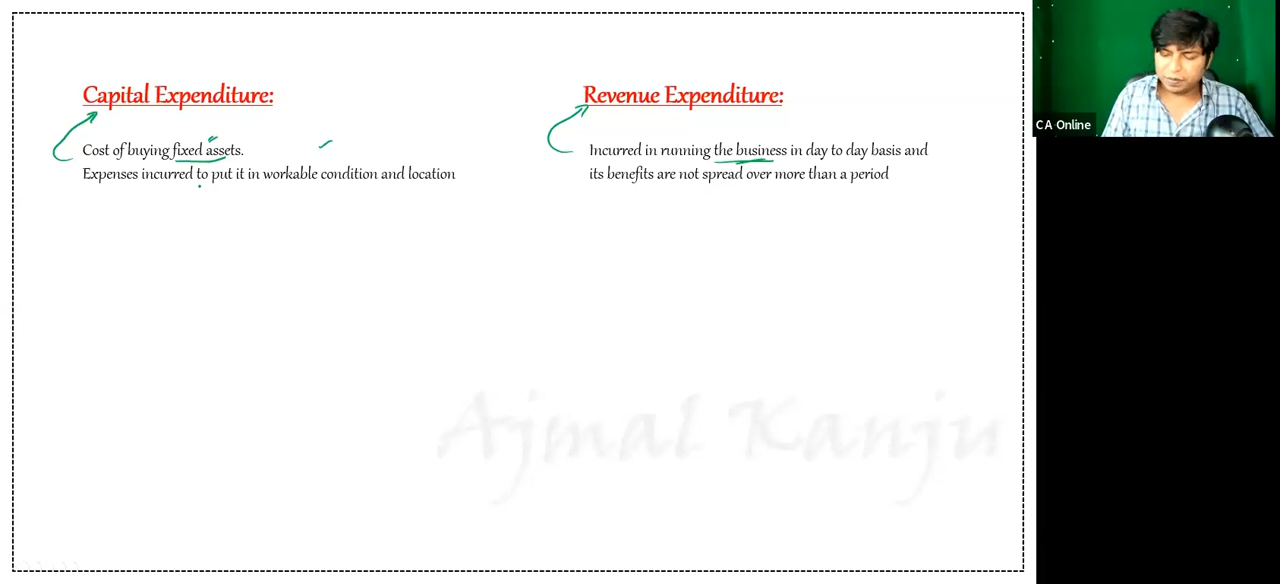 Capital Expenditure:
Cost of buying fixed assets.
Expenses incurred to put it in workable condition and location
Revenue Expenditure:
Incurred in running the business in day to day basis and
its benefits are not spread over more than a period
Ajmal Kanju
CA Online